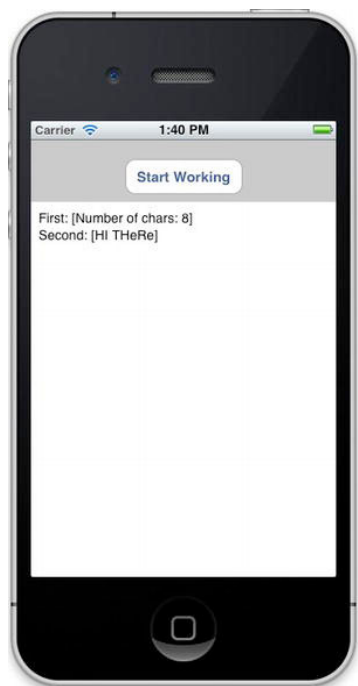 Carrier 1:40 PM
Start Working
First: [Number of chars: 8]
Second: [HI THeRe]